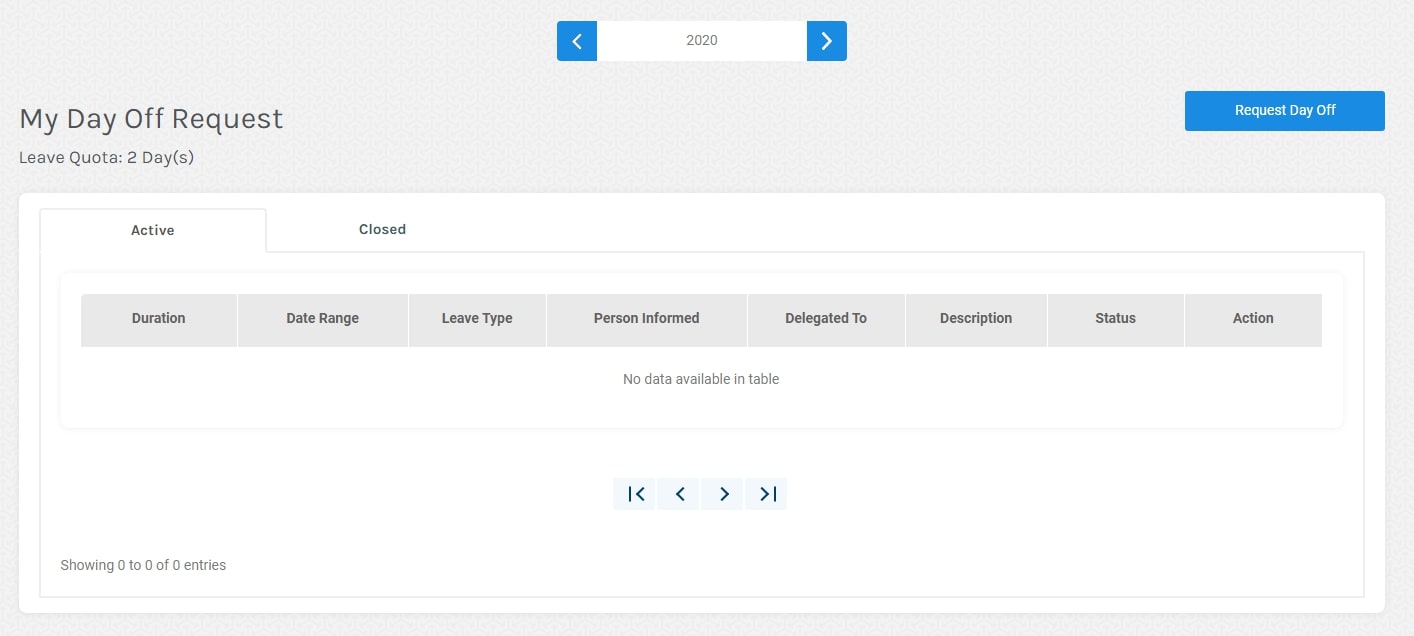 2020
My Day Off Request
Request Day Off
Leave Quota: 2 Day(s)
Active
Closed
Duration Date Range Leave Type Person Informed Delegated To Description Status Action
No data available in table
Showing 0 to 0 of 0 entries